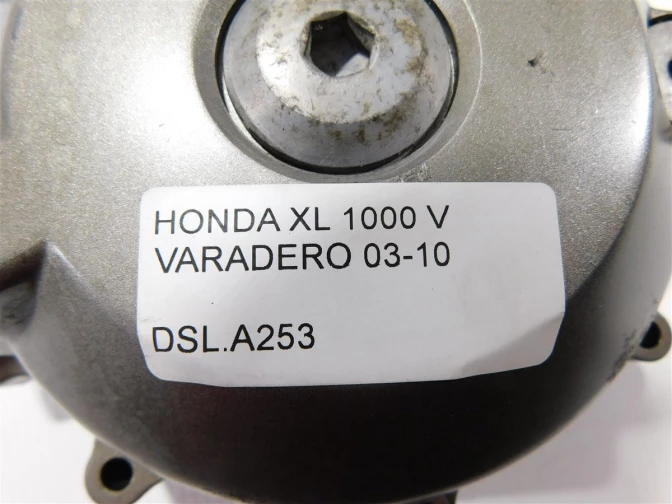 HONDA XL 1000 V
VARADERO 03-10
DSL.A253